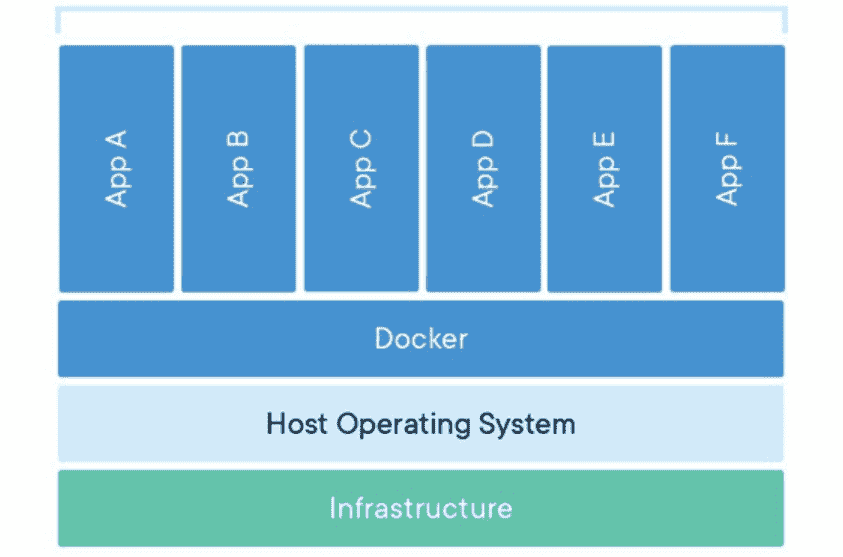 App A
App B
App C
App D
App E
App F
Docker
Host Operating System
Infrastructure